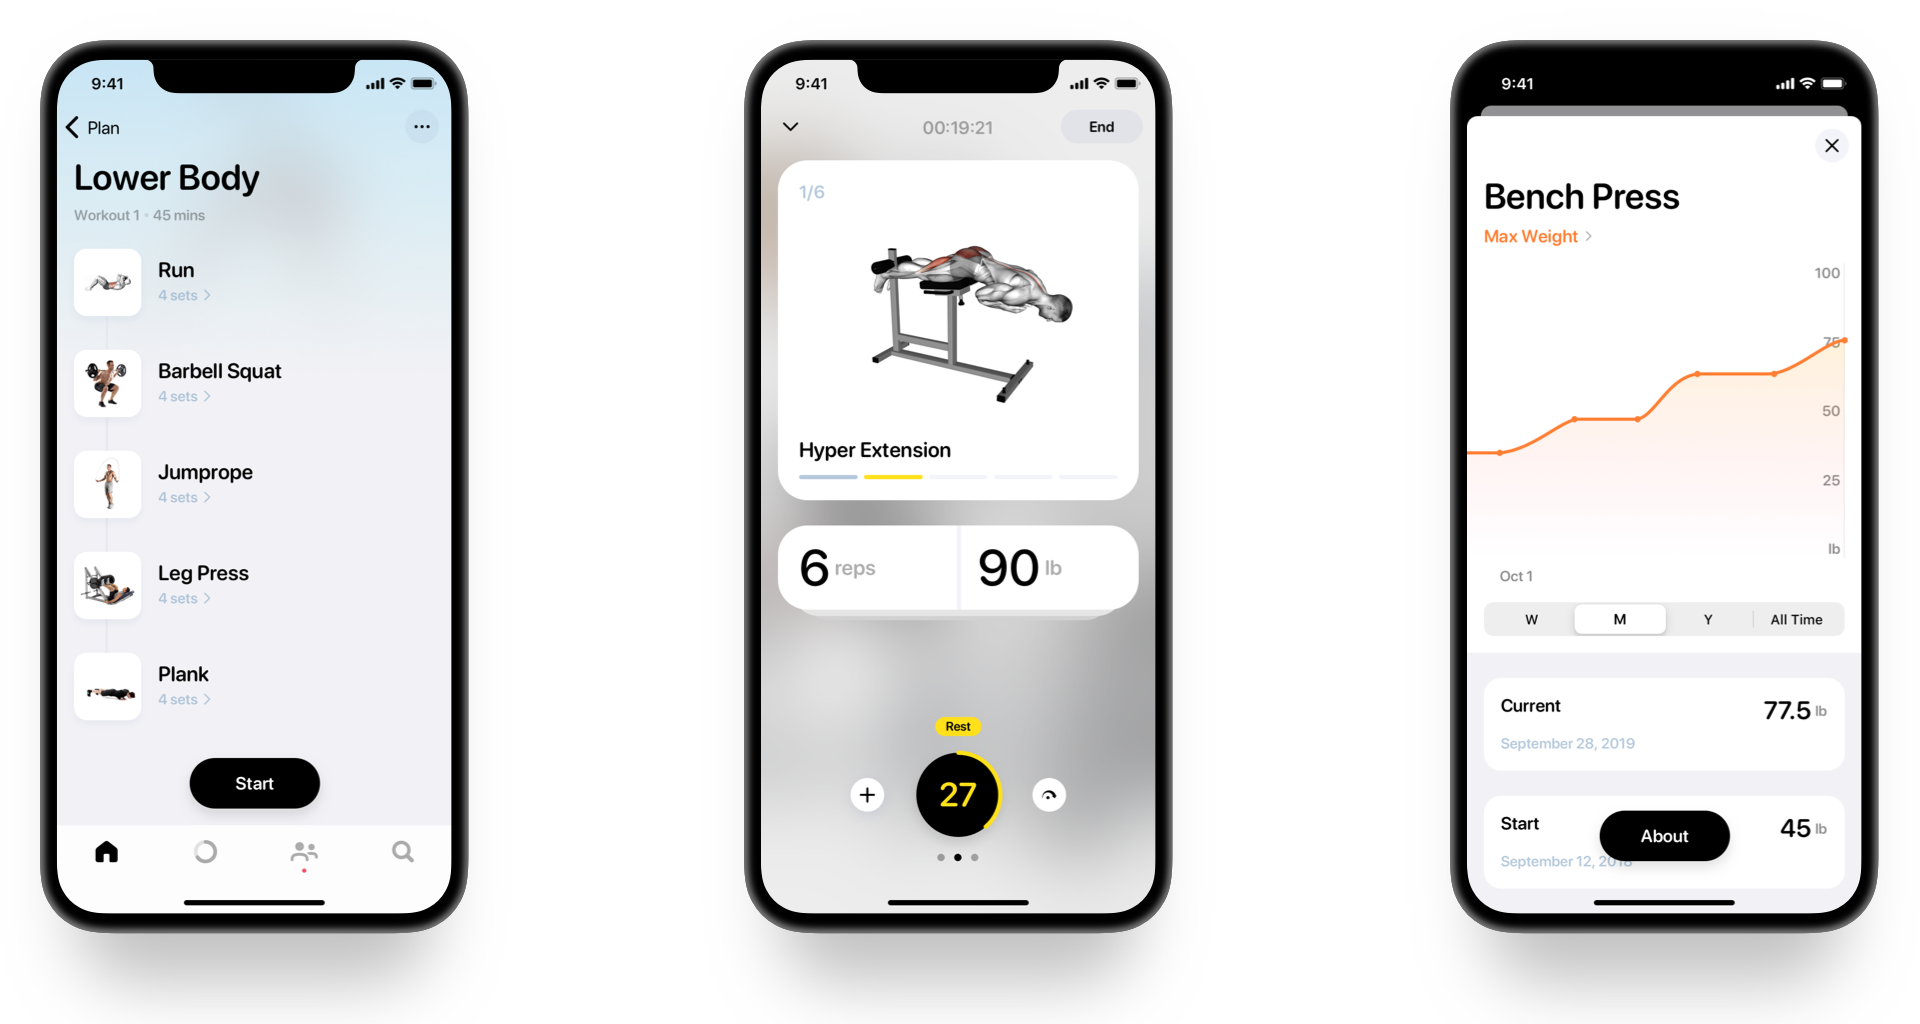 9:41
Plan
Lower Body
Workout 1 • 45 mins
Run
4 sets
Barbell Squat
4 sets
Jumprope
4 sets
Leg Press
4 sets
Plank
4 sets
Start
9:41
00:19:21
End
1/6
Hyper Extension
6 reps
90 lb
Rest
27
9:41
Bench Press
Max Weight
100
75
50
25
lb
Oct 1
W M Y All Time
Current
77.5 lb
September 28, 2019
Start
45 lb
About
September 12, 2018